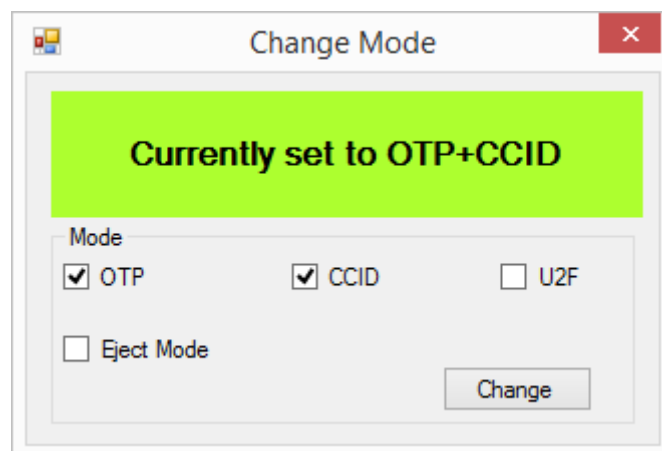 Change Mode
Currently set to OTP+CCID
Mode
OTP CCID U2F
Eject Mode
Change